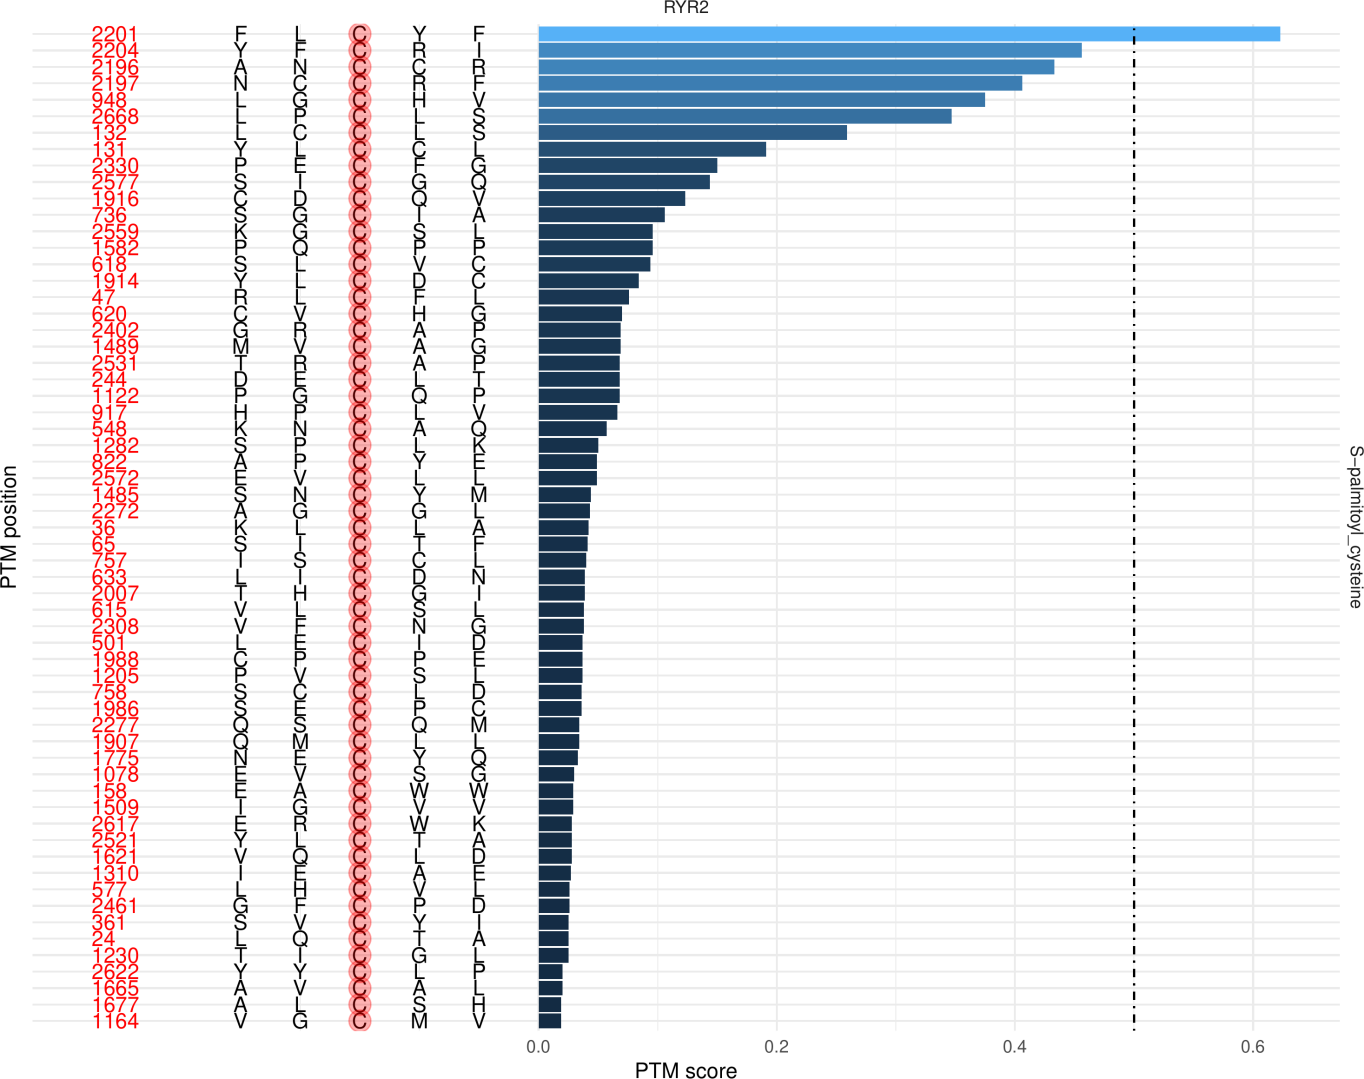 RYR2
2201 F L C Y F
2204 Y F C R I
2196 A N C C R
2197 N C C R F
948 L G C H V
2668 L P C L S
132 L C C L S
131 Y L C C L
2330 P E C F G
2577 S I C G Q
1916 C D C Q V
736 S G C I A
2559 K G C S L
1582 P Q C P P
618 S L C V C
1914 Y L C D C
47 R L C F L
620 C V C H G
2402 G R C A P
1489 M V C A G
2531 T R C A P
244 D E C L T
1122 P G C Q P
917 H P C L V
548 K N C A Q
1282 S P C L K
822 A P C Y E
2572 E V C L L
1485 S N C Y M
2272 A G C G L
36 K L C L A
65 S I C T F
757 I S C C L
633 L I C D N
2007 T H C G I
615 V L C S L
2308 V F C N G
501 L E C I D
1988 C P C P E
1205 P V C S L
758 S C C L D
1986 S E C P C
2277 Q S C Q M
1907 Q M C L L
1775 N E C Y Q
1078 E V C S G
158 E A C W W
1509 I G C V V
2617 E R C W K
2521 Y L C T A
1621 V Q C L D
1310 I E C A E
577 L H C V L
2461 G F C P D
361 S V C Y I
24 L Q C T A
1230 T I C G L
2622 Y Y C L P
1665 A V C A L
1677 A L C S H
1164 V G C M V
0.0 0.2 0.4 0.6
PTM score
PTM position
S−palmitoyl_cysteine